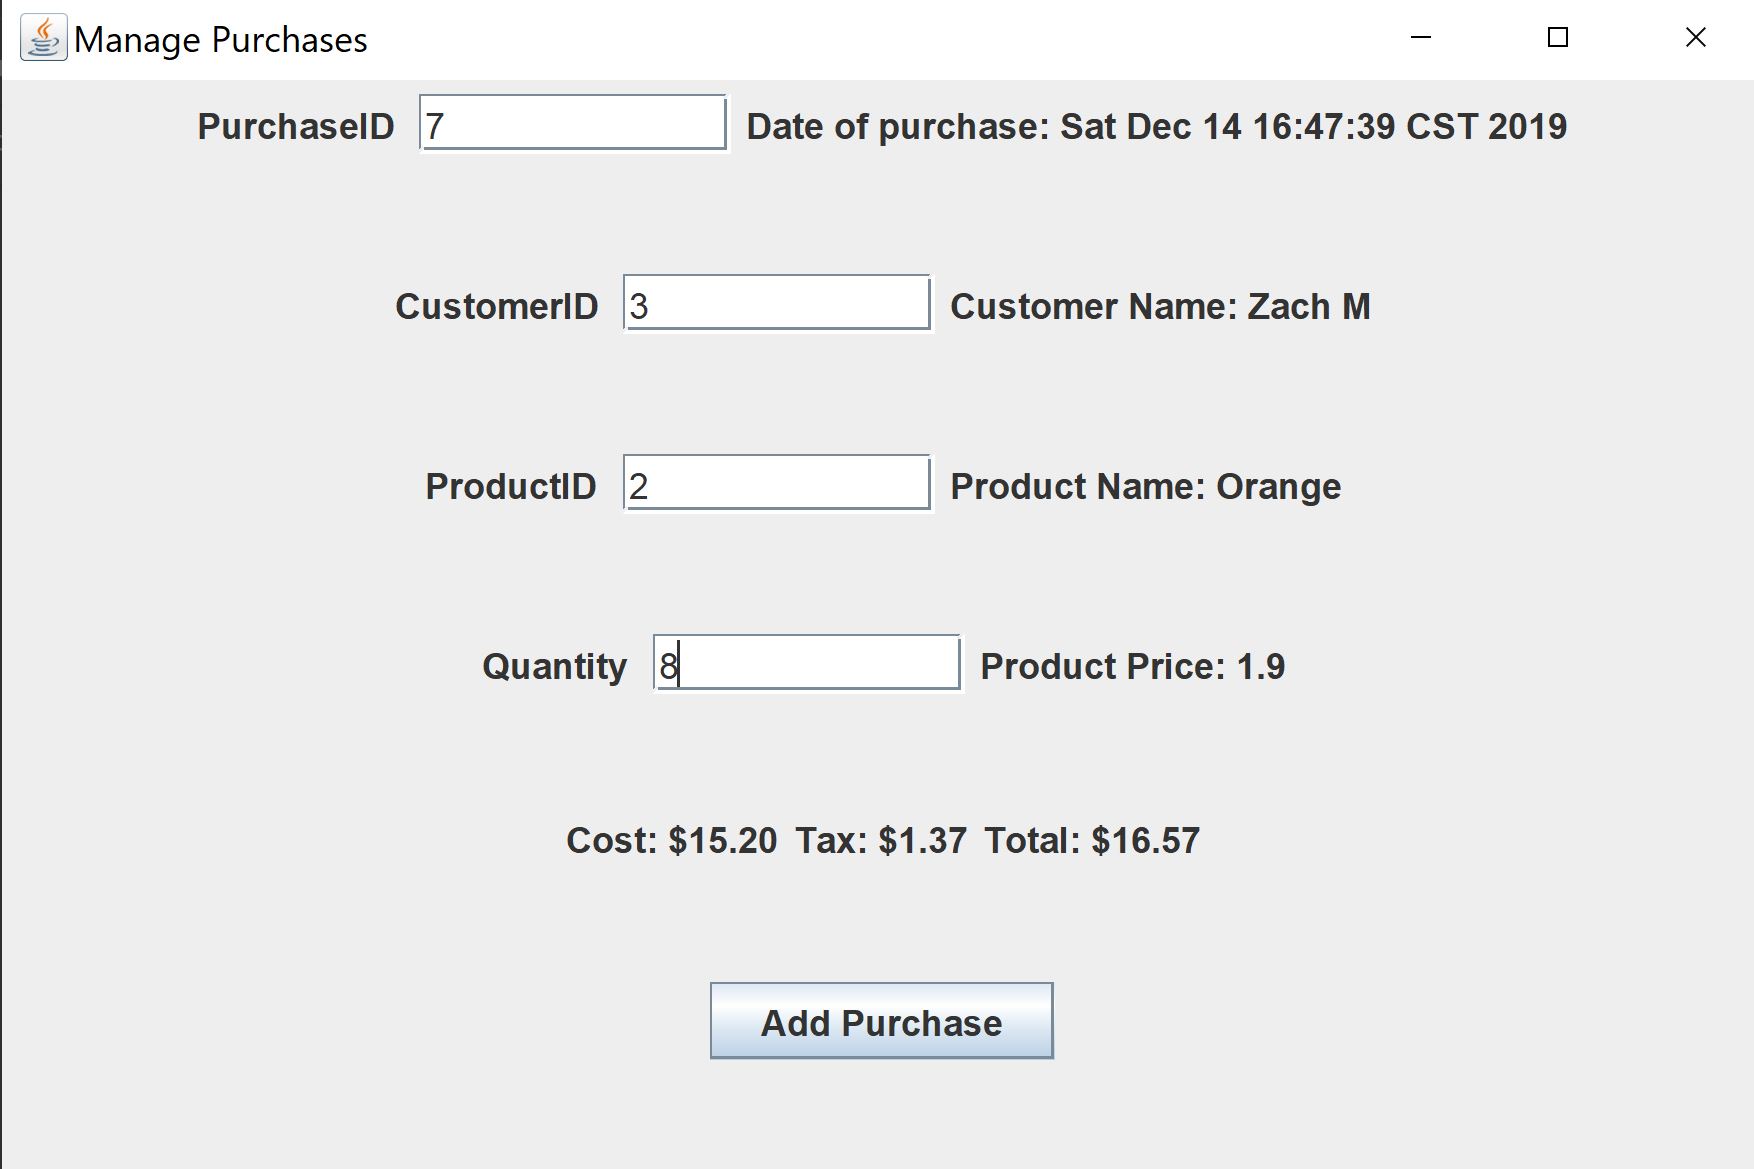 Manage Purchases
PurchaseID 7 Date of purchase: Sat Dec 14 16:47:39 CST 2019
CustomerID 3 Customer Name: Zach M
ProductID 2 Product Name: Orange
Quantity 8 Product Price: 1.9
Cost: $15.20 Tax: $1.37 Total: $16.57
Add Purchase